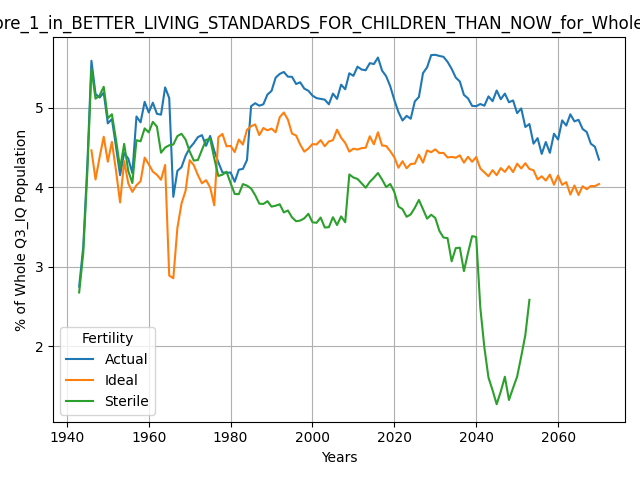 ore_1_in_BETTER_LIVING_STANDARDS_FOR_CHILDREN_THAN_NOW_for_Whole
% of Whole Q3_IQ Population
5
4
3
2
Fertility
Actual
Ideal
Sterile
1940 1960 1980 2000 2020 2040 2060
Years